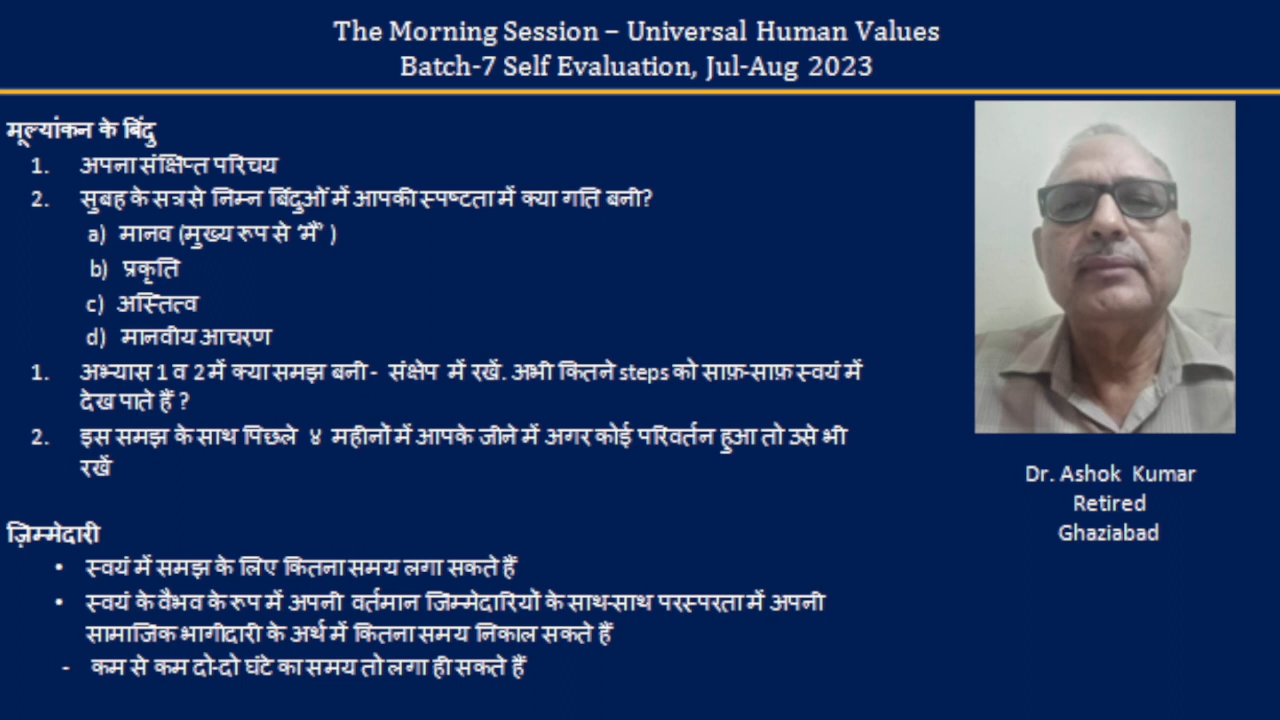 The Morning Session – Universal Human Values
Batch-7 Self Evaluation, Jul-Aug 2023
मूल्यांकन के बिंदु
1. अपना संक्षिप्त परिचय
2. सुबह के सत्र से निम्न बिंदुओं में आपकी स्पष्टता में क्या गति बनी?
a) मानव (मुख्य रूप से “मैं” )
b) प्रकृति
c) अस्तित्व
d) मानवीय आचरण
1. अभ्यास 1 व 2 में क्या समझ बनी - संक्षेप में रखें. अभी कितने steps को साफ़-साफ़ स्वयं में
देख पाते हैं ?
2. इस समझ के साथ पिछले ४ महीनों में आपके जीने में अगर कोई परिवर्तन हुआ तो उसे भी
रखें
ज़िम्मेदारी
• स्वयं में समझ के लिए कितना समय लगा सकते हैं
• स्वयं के वैभव के रूप में अपनी वर्तमान जिम्मेदारियों के साथ-साथ परस्परता में अपनी
सामाजिक भागीदारी के अर्थ में कितना समय निकाल सकते हैं
- कम से कम दो-दो घंटे का समय तो लगा ही सकते हैं
Dr. Ashok Kumar
Retired
Ghaziabad